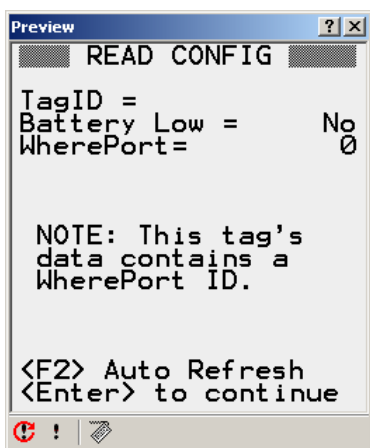 Preview
READ CONFIG
TagID =
Battery Low = No
WherePort= 0
NOTE: This tag's
data contains a
WherePort ID.
<F2> Auto Refresh
<Enter> to continue